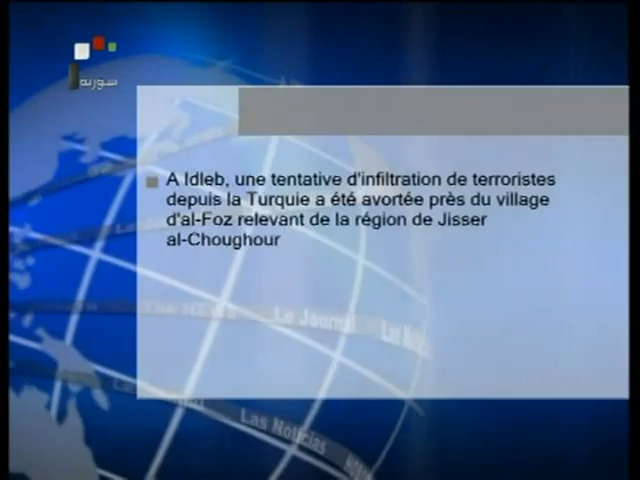 سورية
A Idleb, une tentative d'infiltration de terroristes
depuis la Turquie a été avortée près du village
d'al-Foz relevant de la région de Jisser
al-Choughour
Le Journal
Las Noticias